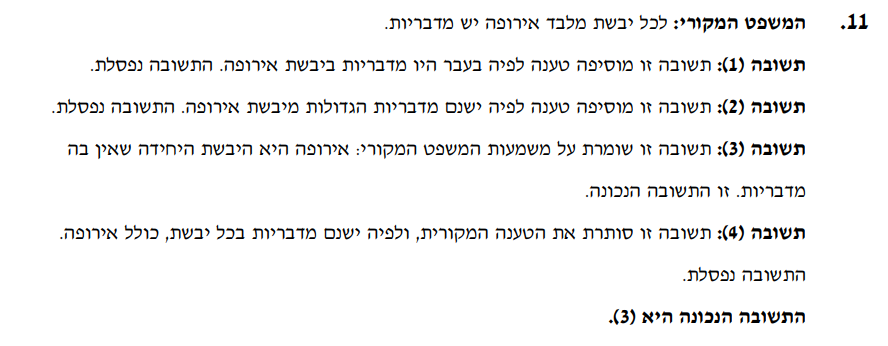 11. המשפט המקורי: לכל יבשת מלבד אירופה יש מדבריות.
תשובה (1): תשובה זו מוסיפה טענה לפיה בעבר היו מדבריות ביבשת אירופה. התשובה נפסלת.
תשובה (2): תשובה זו מוסיפה טענה לפיה ישנם מדבריות הגדולות מיבשת אירופה. התשובה נפסלת.
תשובה (3): תשובה זו שומרת על משמעות המשפט המקורי: אירופה היא היבשת היחידה שאין בה
מדבריות. זו התשובה הנכונה.
תשובה (4): תשובה זו סותרת את הטענה המקורית, ולפיה ישנם מדבריות בכל יבשת, כולל אירופה.
התשובה נפסלת.
התשובה הנכונה היא (3).